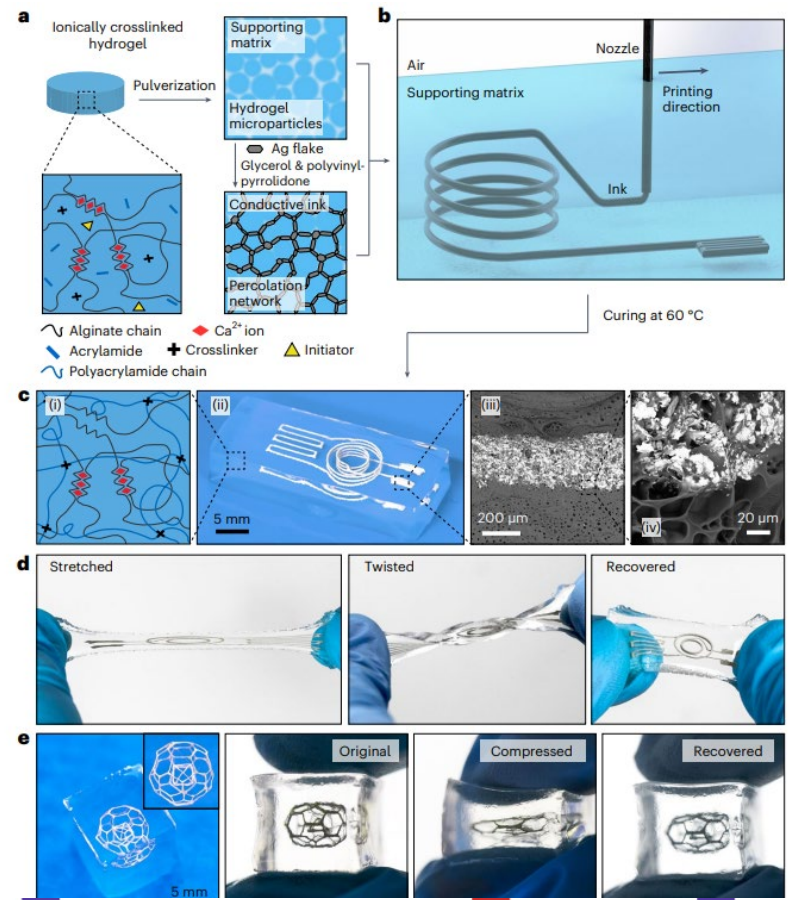 a
Ionically crosslinked
hydrogel
Pulverization
Supporting
matrix
Hydrogel
microparticles
Ag flake
Glycerol & polyvinyl-
pyrrolidone
Conductive ink
Percolation
network
Alginate chain
Ca2+ ion
Acrylamide
Crosslinker
Initiator
Polyacrylamide chain
b
Nozzle
Air
Supporting matrix
Printing
direction
Ink
Curing at 60 °C
c
(i)
(ii)
5 mm
(iii)
200 µm
(iv)
20 µm
d
Stretched
Twisted
Recovered
e
5 mm
Original
Compressed
Recovered